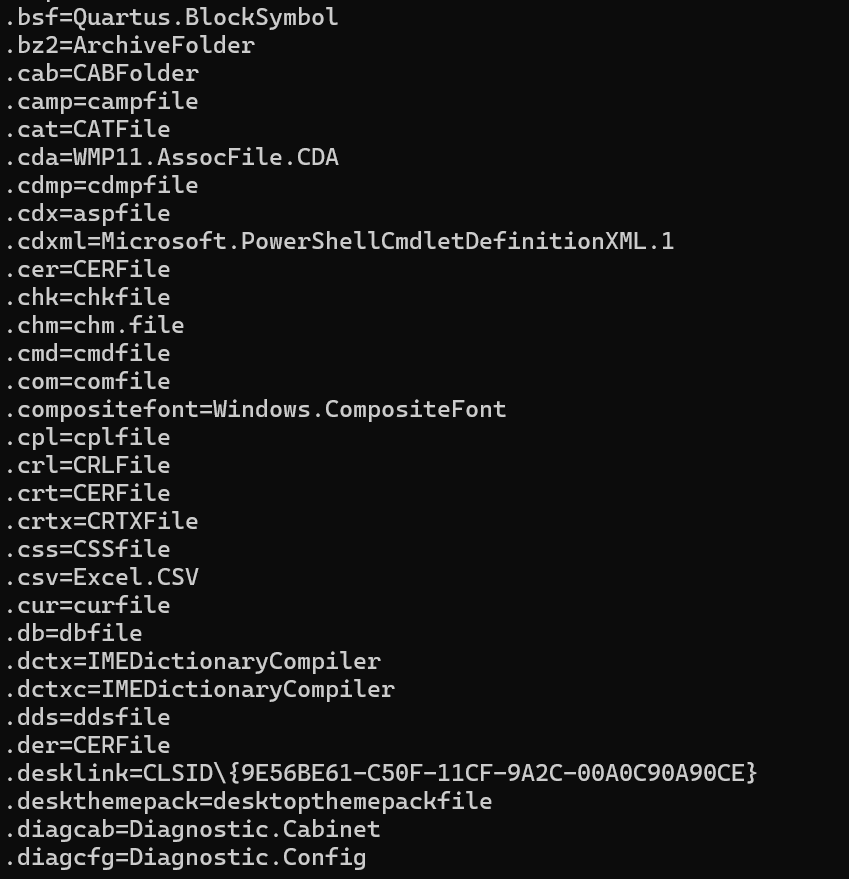 .bsf=Quartus.BlockSymbol
.bz2=ArchiveFolder
.cab=CABFolder
.camp=campfile
.cat=CATFile
.cda=WMP11.AssocFile.CDA
.cdmp=cdmpfile
.cdx=aspfile
.cdxml=Microsoft.PowerShellCmdletDefinitionXML.1
.cer=CERFile
.chk=chkfile
.chm=chm.file
.cmd=cmdfile
.com=comfile
.compositefont=Windows.CompositeFont
.cpl=cplfile
.crl=CRLFile
.crt=CERFile
.crtx=CRTXFile
.css=CSSfile
.csv=Excel.CSV
.cur=curfile
.db=dbfile
.dctx=IMEDictionaryCompiler
.dctxc=IMEDictionaryCompiler
.dds=ddsfile
.der=CERFile
.desklink=CLSID\{9E56BE61-C50F-11CF-9A2C-00A0C90A90CE}
.deskthemepack=desktopthemepackfile
.diagcab=Diagnostic.Cabinet
.diagcfg=Diagnostic.Config